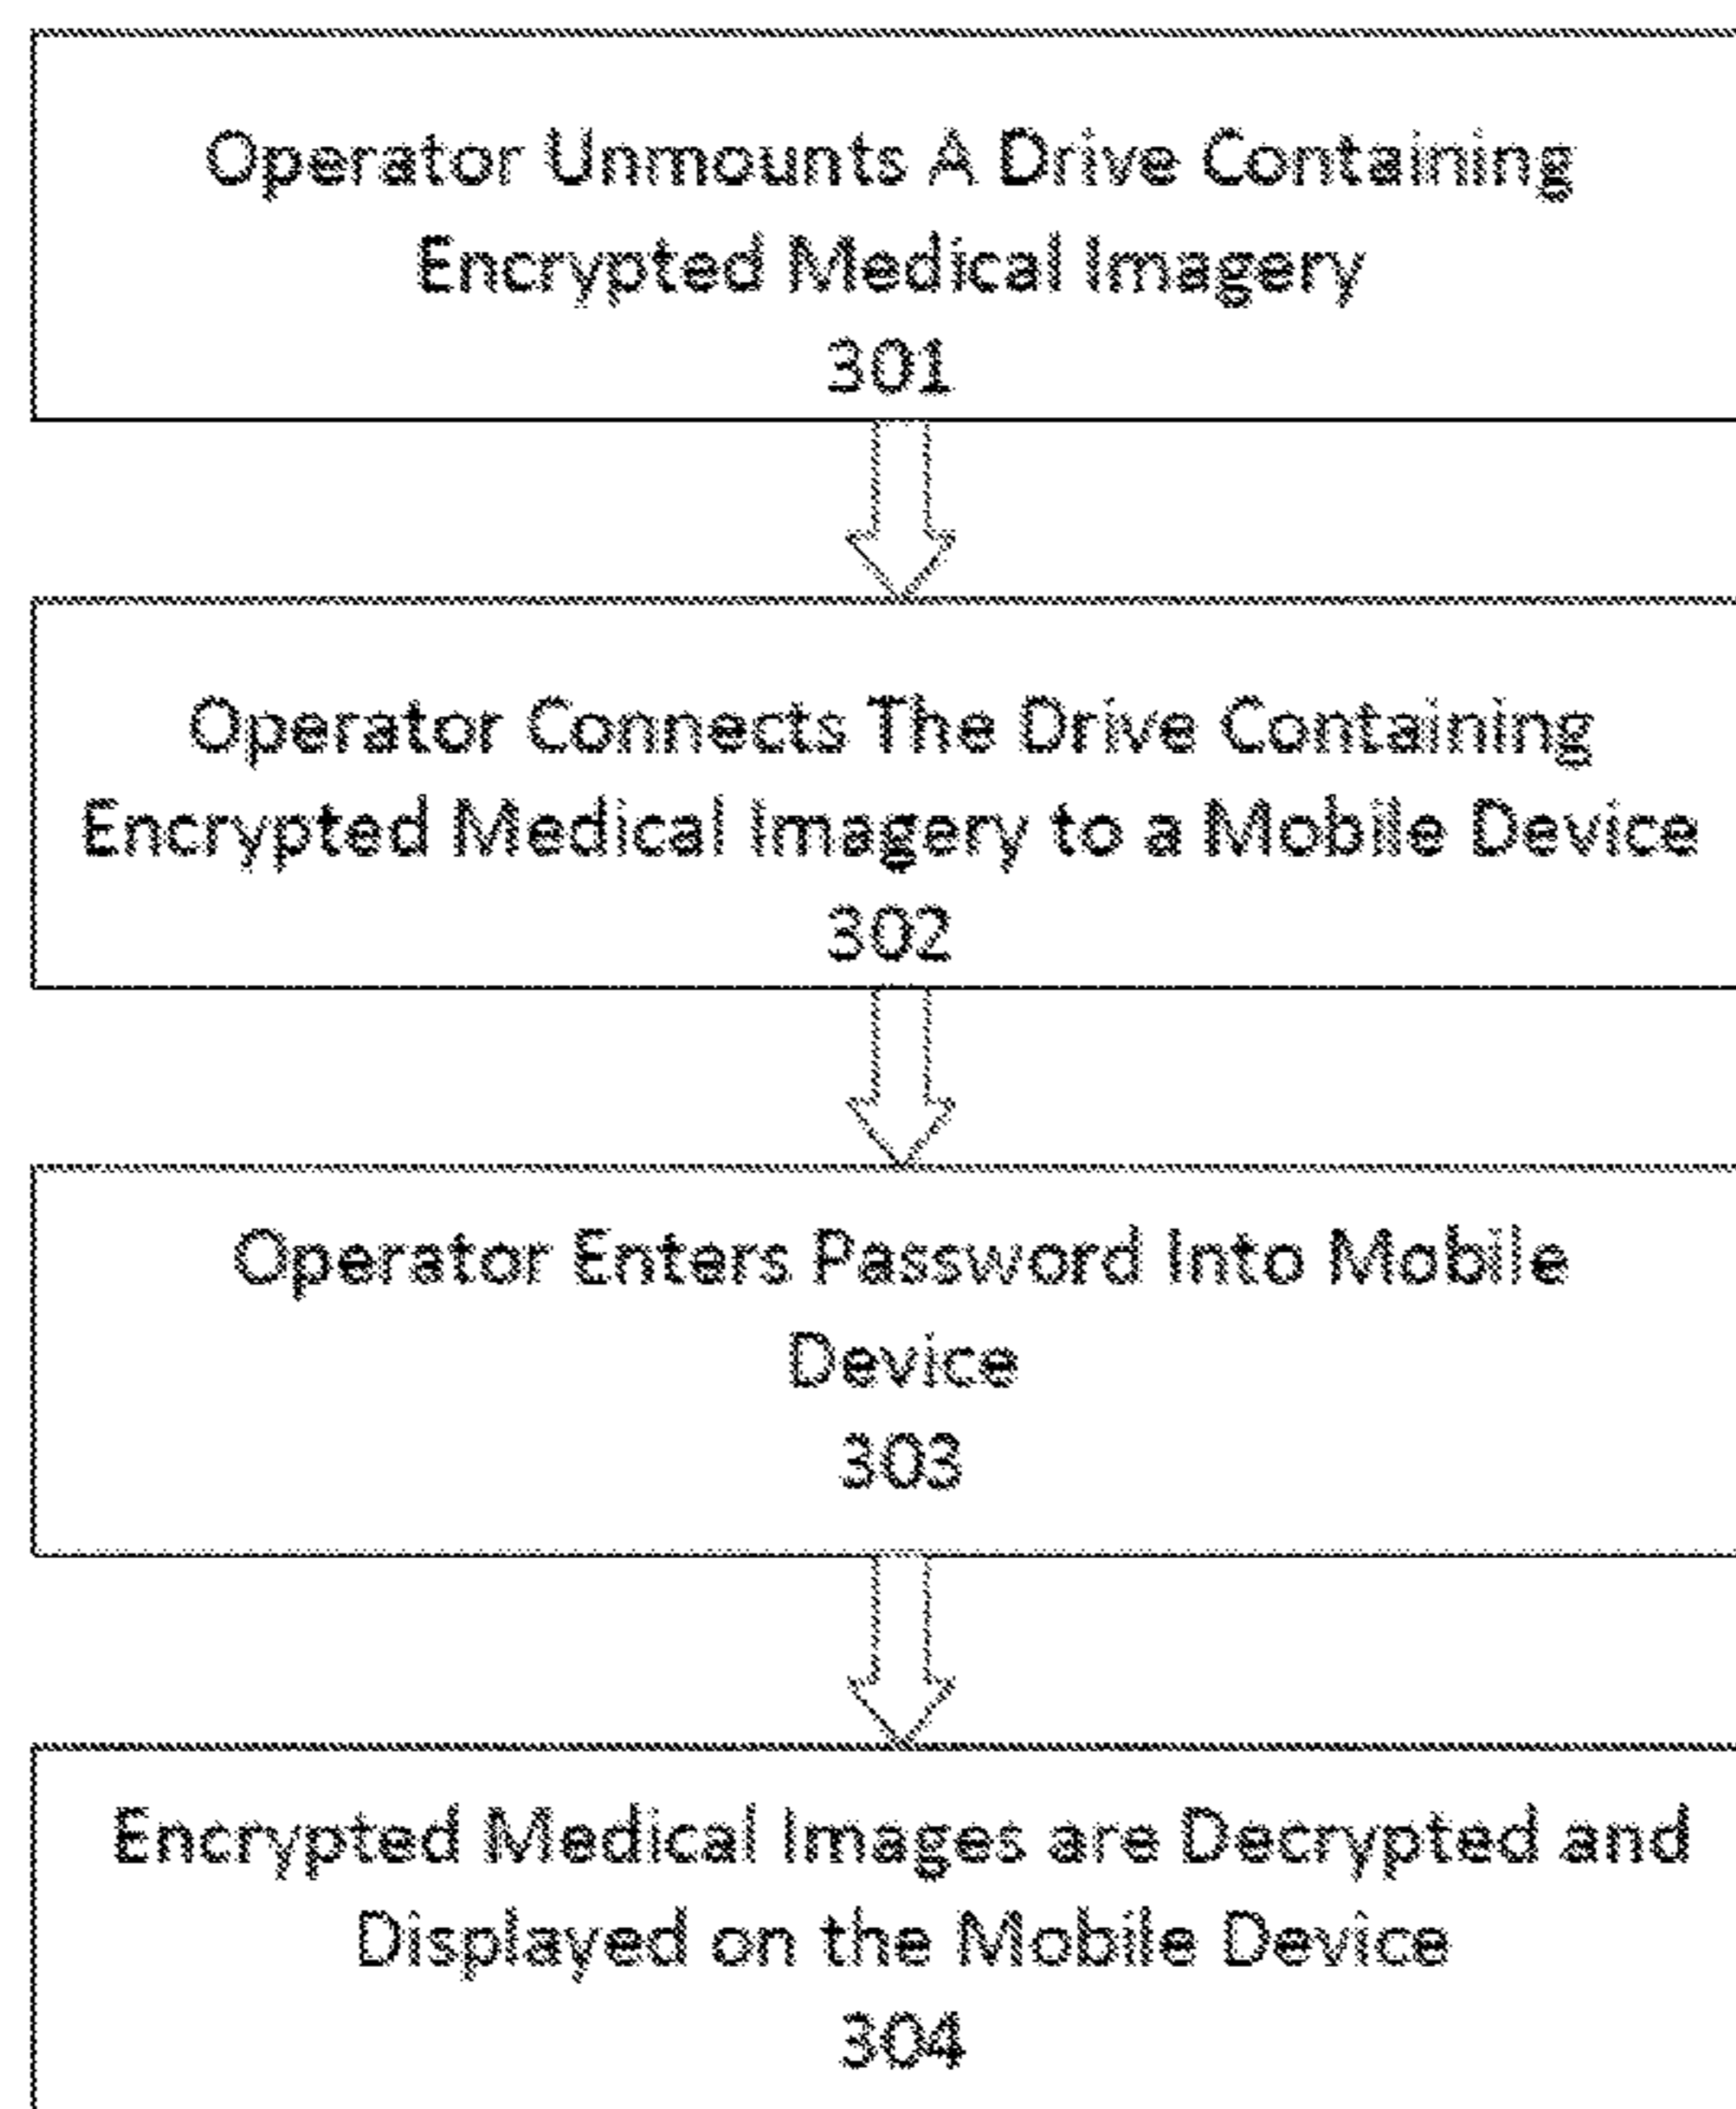 Operator Unmounts A Drive Containing
Encrypted Medical Imagery
301
Operator Connects The Drive Containing
Encrypted Medical Imagery to a Mobile Device
302
Operator Enters Password Into Mobile
Device
303
Encrypted Medical Images are Decrypted and
Displayed on the Mobile Device
304